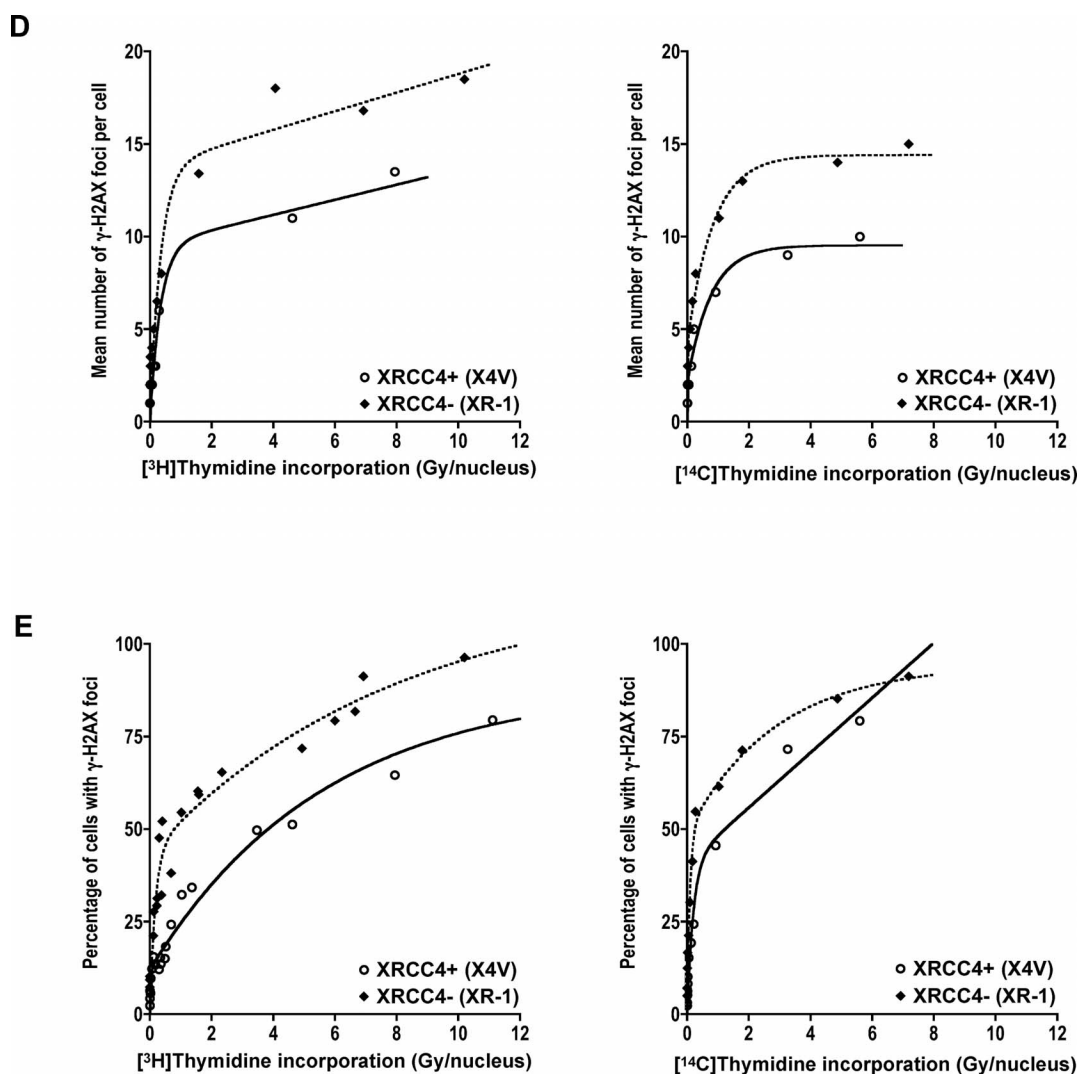 D
Mean number of γ-H2AX foci per cell
20
15
10
5
0
0 2 4 6 8 10 12
[³H]Thymidine incorporation (Gy/nucleus)
XRCC4+ (X4V)
XRCC4- (XR-1)
Mean number of γ-H2AX foci per cell
20
15
10
5
0
0 2 4 6 8 10 12
[¹⁴C]Thymidine incorporation (Gy/nucleus)
XRCC4+ (X4V)
XRCC4- (XR-1)
E
Percentage of cells with γ-H2AX foci
100
75
50
25
0
0 2 4 6 8 10 12
[³H]Thymidine incorporation (Gy/nucleus)
XRCC4+ (X4V)
XRCC4- (XR-1)
Percentage of cells with γ-H2AX foci
100
75
50
25
0
0 2 4 6 8 10 12
[¹⁴C]Thymidine incorporation (Gy/nucleus)
XRCC4+ (X4V)
XRCC4- (XR-1)